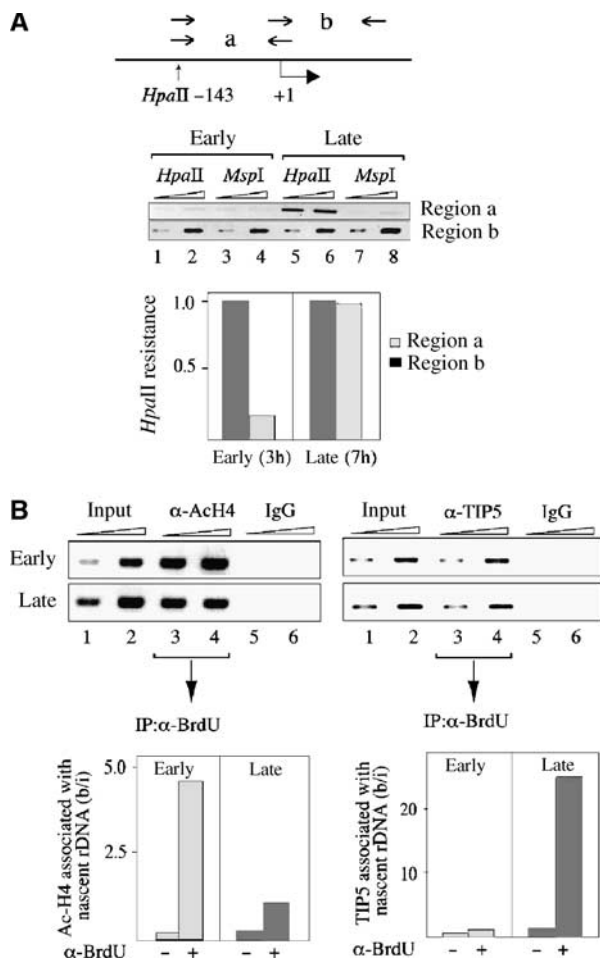 A
b
a
HpaII −143 +1
Early Late
HpaII MspI HpaII MspI
Region a
Region b
1 2 3 4 5 6 7 8
1.0
0.5
HpaII resistance
Region a
Region b
Early (3h) Late (7h)
B
Input α-AcH4 IgG
Early
Late
1 2 3 4 5 6
IP:α-BrdU
5.0
2.5
Ac-H4 associated with
nascent rDNA (b/i)
Early Late
α-BrdU − + − +
Input α-TIP5 IgG
1 2 3 4 5 6
IP:α-BrdU
20
10
TIP5 associated with
nascent rDNA (b/i)
Early Late
α-BrdU − + − +